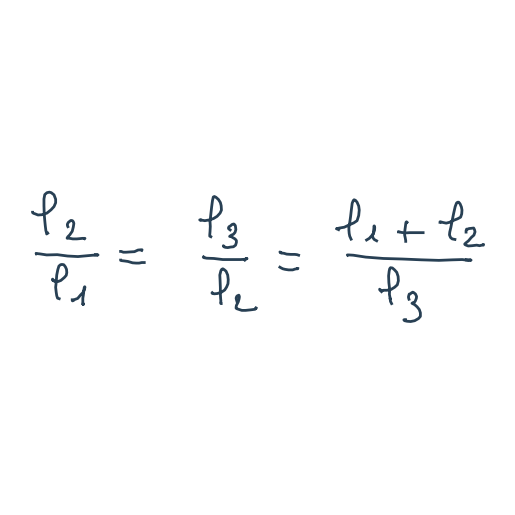 ℓ₂/ℓ₁ = ℓ₃/ℓ₂ = (ℓ₁ + ℓ₂)/ℓ₃